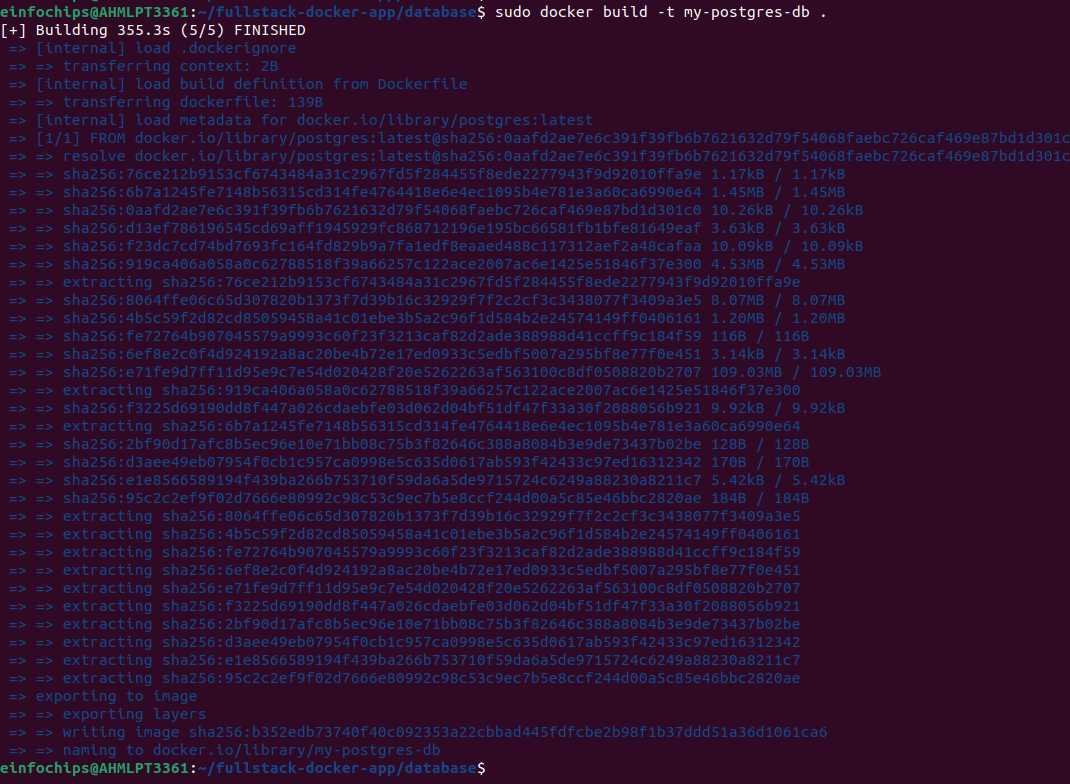 einfochips@AHMLPT3361:~/fullstack-docker-app/database$ sudo docker build -t my-postgres-db .
[+] Building 355.3s (5/5) FINISHED
=> [internal] load .dockerignore
=> => transferring context: 2B
=> [internal] load build definition from Dockerfile
=> => transferring dockerfile: 139B
=> [internal] load metadata for docker.io/library/postgres:latest
=> [1/1] FROM docker.io/library/postgres:latest@sha256:0aafd2ae7e6c391f39fb6b7621632d79f54068faebc726caf469e87bd1d301c
=> => resolve docker.io/library/postgres:latest@sha256:0aafd2ae7e6c391f39fb6b7621632d79f54068faebc726caf469e87bd1d301c
=> => sha256:76ce212b9153cf6743484a31c2967fd5f284455f8ede2277943f9d92010ffa9e 1.17kB / 1.17kB
=> => sha256:6b7a1245fe7148b56315cd314fe4764418e6e4ec1095b4e781e3a60ca6990e64 1.45MB / 1.45MB
=> => sha256:0aafd2ae7e6c391f39fb6b7621632d79f54068faebc726caf469e87bd1d301c0 10.26kB / 10.26kB
=> => sha256:d13ef786196545cd69aff1945929fc868712196e195bc66581fb1bfe81649eaf 3.63kB / 3.63kB
=> => sha256:f23dc7cd74bd7693fc164fd829b9a7fa1edf8eaaed488c117312aef2a48cafaa 10.09kB / 10.09kB
=> => sha256:919ca406a058a0c62788518f39a66257c122ace2007ac6e1425e51846f37e300 4.53MB / 4.53MB
=> => extracting sha256:76ce212b9153cf6743484a31c2967fd5f284455f8ede2277943f9d92010ffa9e
=> => sha256:8064ffe06c65d307820b1373f7d39b16c32929f7f2c2cf3c3438077f3409a3e5 8.07MB / 8.07MB
=> => sha256:4b5c59f2d82cd85059458a41c01ebe3b5a2c96f1d584b2e24574149ff0406161 1.20MB / 1.20MB
=> => sha256:fe72764b907045579a9993c60f23f3213caf82d2ade388988d41ccff9c184f59 116B / 116B
=> => sha256:6ef8e2c0f4d924192a8ac20be4b72e17ed0933c5edbf5007a295bf8e77f0e451 3.14kB / 3.14kB
=> => sha256:e71fe9d7ff11d95e9c7e54d020428f20e5262263af563100c8df0508820b2707 109.03MB / 109.03MB
=> => extracting sha256:919ca406a058a0c62788518f39a66257c122ace2007ac6e1425e51846f37e300
=> => sha256:f3225d69190dd8f447a026cdaebfe03d062d04bf51df47f33a30f2088056b921 9.92kB / 9.92kB
=> => extracting sha256:6b7a1245fe7148b56315cd314fe4764418e6e4ec1095b4e781e3a60ca6990e64
=> => sha256:2bf90d17afc8b5ec96e10e71bb08c75b3f82646c388a8084b3e9de73437b02be 128B / 128B
=> => sha256:d3aee49eb07954f0cb1c957ca0998e5c635d0617ab593f42433c97ed16312342 170B / 170B
=> => sha256:e1e8566589194f439ba266b753710f59da6a5de9715724c6249a88230a8211c7 5.42kB / 5.42kB
=> => sha256:95c2c2ef9f02d7666e80992c98c53c9ec7b5e8ccf244d00a5c85e46bbc2820ae 184B / 184B
=> => extracting sha256:8064ffe06c65d307820b1373f7d39b16c32929f7f2c2cf3c3438077f3409a3e5
=> => extracting sha256:4b5c59f2d82cd85059458a41c01ebe3b5a2c96f1d584b2e24574149ff0406161
=> => extracting sha256:fe72764b907045579a9993c60f23f3213caf82d2ade388988d41ccff9c184f59
=> => extracting sha256:6ef8e2c0f4d924192a8ac20be4b72e17ed0933c5edbf5007a295bf8e77f0e451
=> => extracting sha256:e71fe9d7ff11d95e9c7e54d020428f20e5262263af563100c8df0508820b2707
=> => extracting sha256:f3225d69190dd8f447a026cdaebfe03d062d04bf51df47f33a30f2088056b921
=> => extracting sha256:2bf90d17afc8b5ec96e10e71bb08c75b3f82646c388a8084b3e9de73437b02be
=> => extracting sha256:d3aee49eb07954f0cb1c957ca0998e5c635d0617ab593f42433c97ed16312342
=> => extracting sha256:e1e8566589194f439ba266b753710f59da6a5de9715724c6249a88230a8211c7
=> => extracting sha256:95c2c2ef9f02d7666e80992c98c53c9ec7b5e8ccf244d00a5c85e46bbc2820ae
=> exporting to image
=> => exporting layers
=> => writing image sha256:b352edb73740f40c092353a22cbbad445fdfcbe2b98f1b37ddd51a36d1061ca6
=> => naming to docker.io/library/my-postgres-db
einfochips@AHMLPT3361:~/fullstack-docker-app/database$